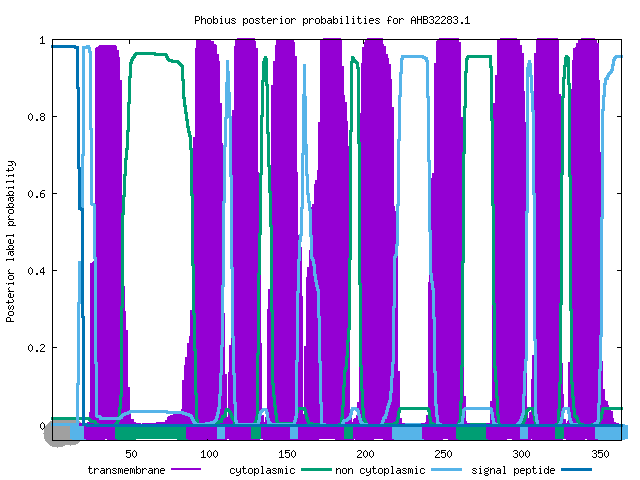 Phobius posterior probabilities for AHB32283.1
Posterior label probability
1
0.8
0.6
0.4
0.2
0
50 100 150 200 250 300 350
transmembrane cytoplasmic non cytoplasmic signal peptide